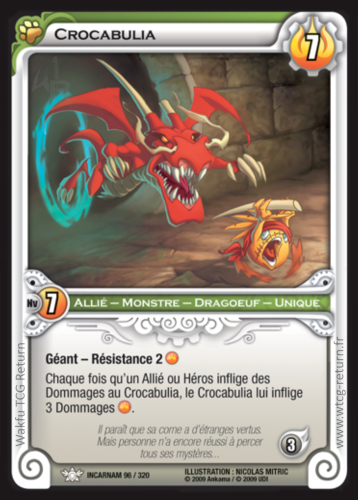 Crocabulia
7
Nv 7 Allié – Monstre – Dragoeuf – Unique
Géant – Résistance 2
Chaque fois qu'un Allié ou Héros inflige des
Dommages au Crocabulia, le Crocabulia lui inflige
3 Dommages .
Il paraît que sa corne a d'étranges vertus.
Mais personne n'a encore réussi à percer
tous ses mystères...
3
INCARNAM 96 / 320
ILLUSTRATION : NICOLAS MITRIC
© 2009 Ankama / © 2009 UDI
Wakfu TCG Return
www.wtcg-return.fr